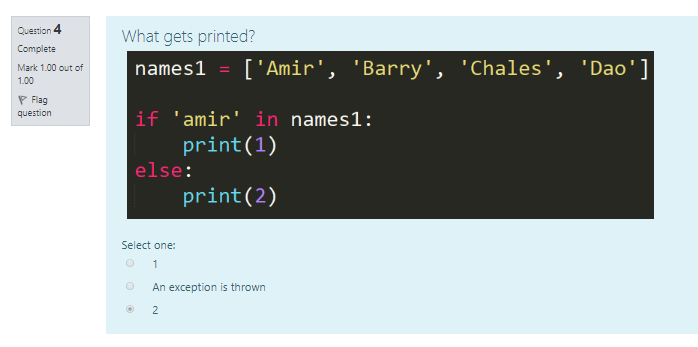 Question 4
Complete
Mark 1.00 out of
1.00
Flag
question
What gets printed?
names1 = ['Amir', 'Barry', 'Chales', 'Dao']
if 'amir' in names1:
    print(1)
else:
    print(2)
Select one:
1
An exception is thrown
2